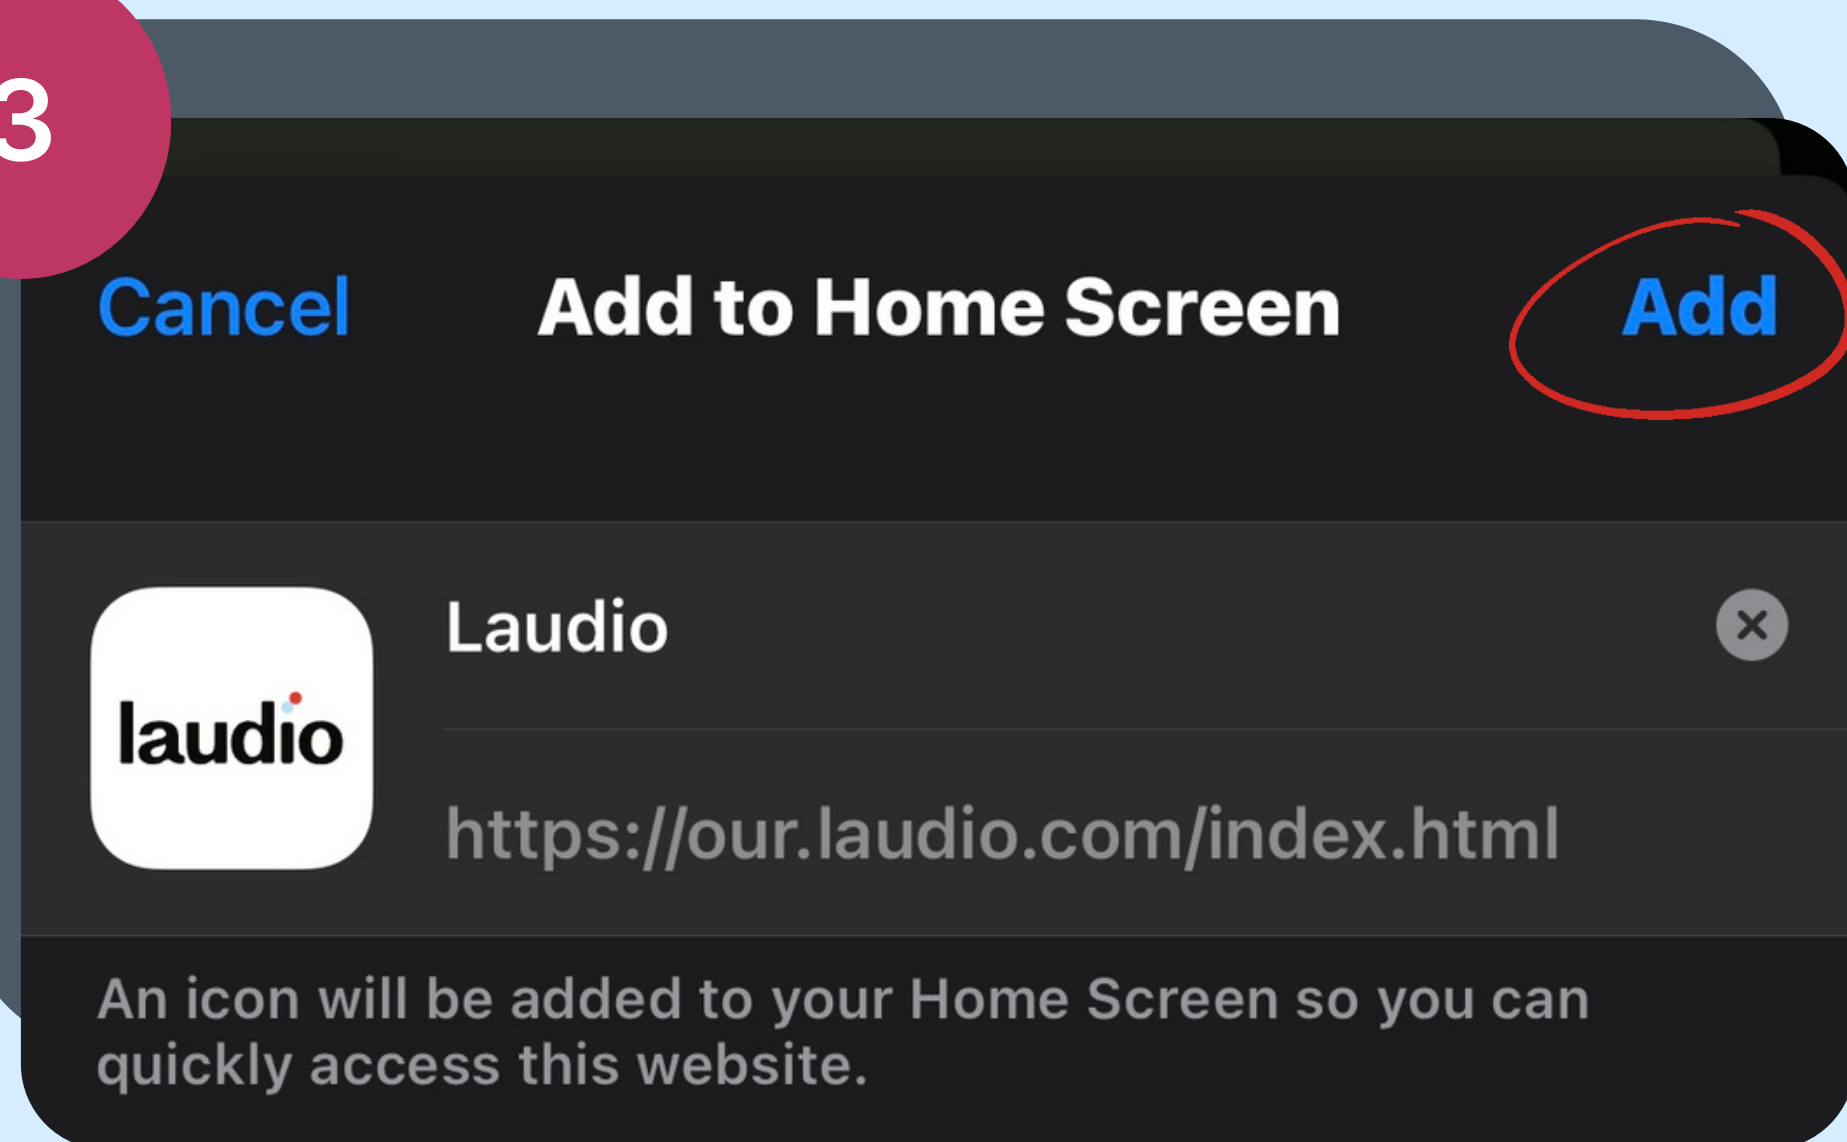 3
Cancel Add to Home Screen Add
Laudio
laudio
https://our.laudio.com/index.html
An icon will be added to your Home Screen so you can
quickly access this website.